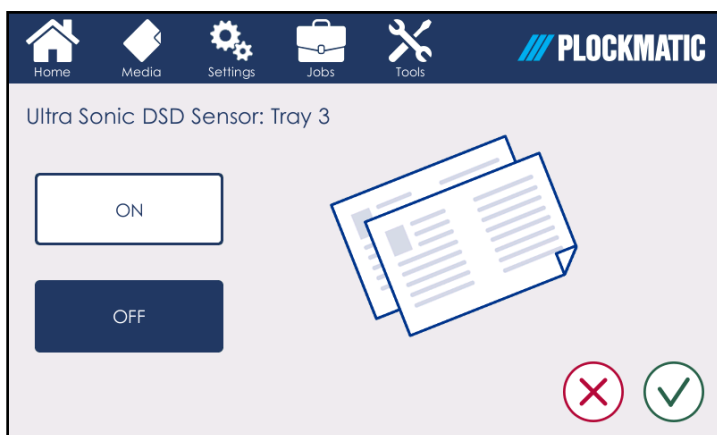 Home Media Settings Jobs Tools PLOCKMATIC
Ultra Sonic DSD Sensor: Tray 3
ON
OFF